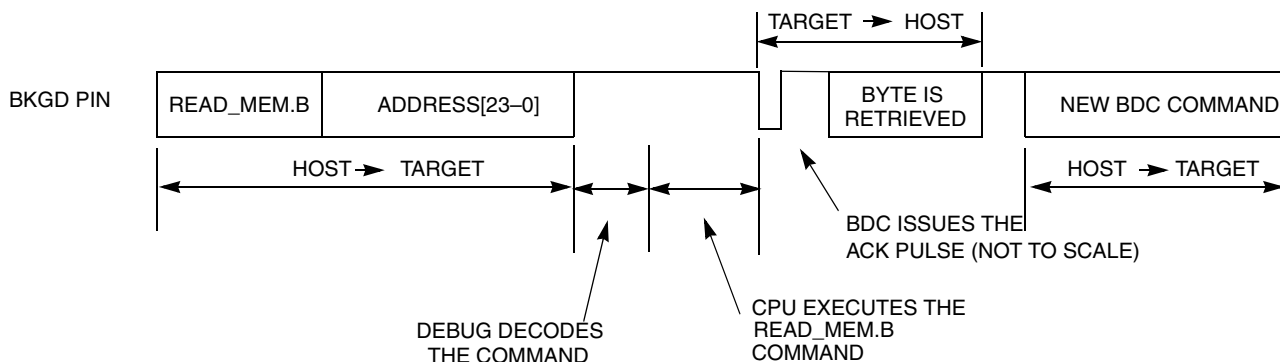 TARGET → HOST
BKGD PIN
READ_MEM.B
ADDRESS[23–0]
BYTE IS
RETRIEVED
NEW BDC COMMAND
HOST → TARGET
HOST → TARGET
BDC ISSUES THE
ACK PULSE (NOT TO SCALE)
DEBUG DECODES
THE COMMAND
CPU EXECUTES THE
READ_MEM.B
COMMAND